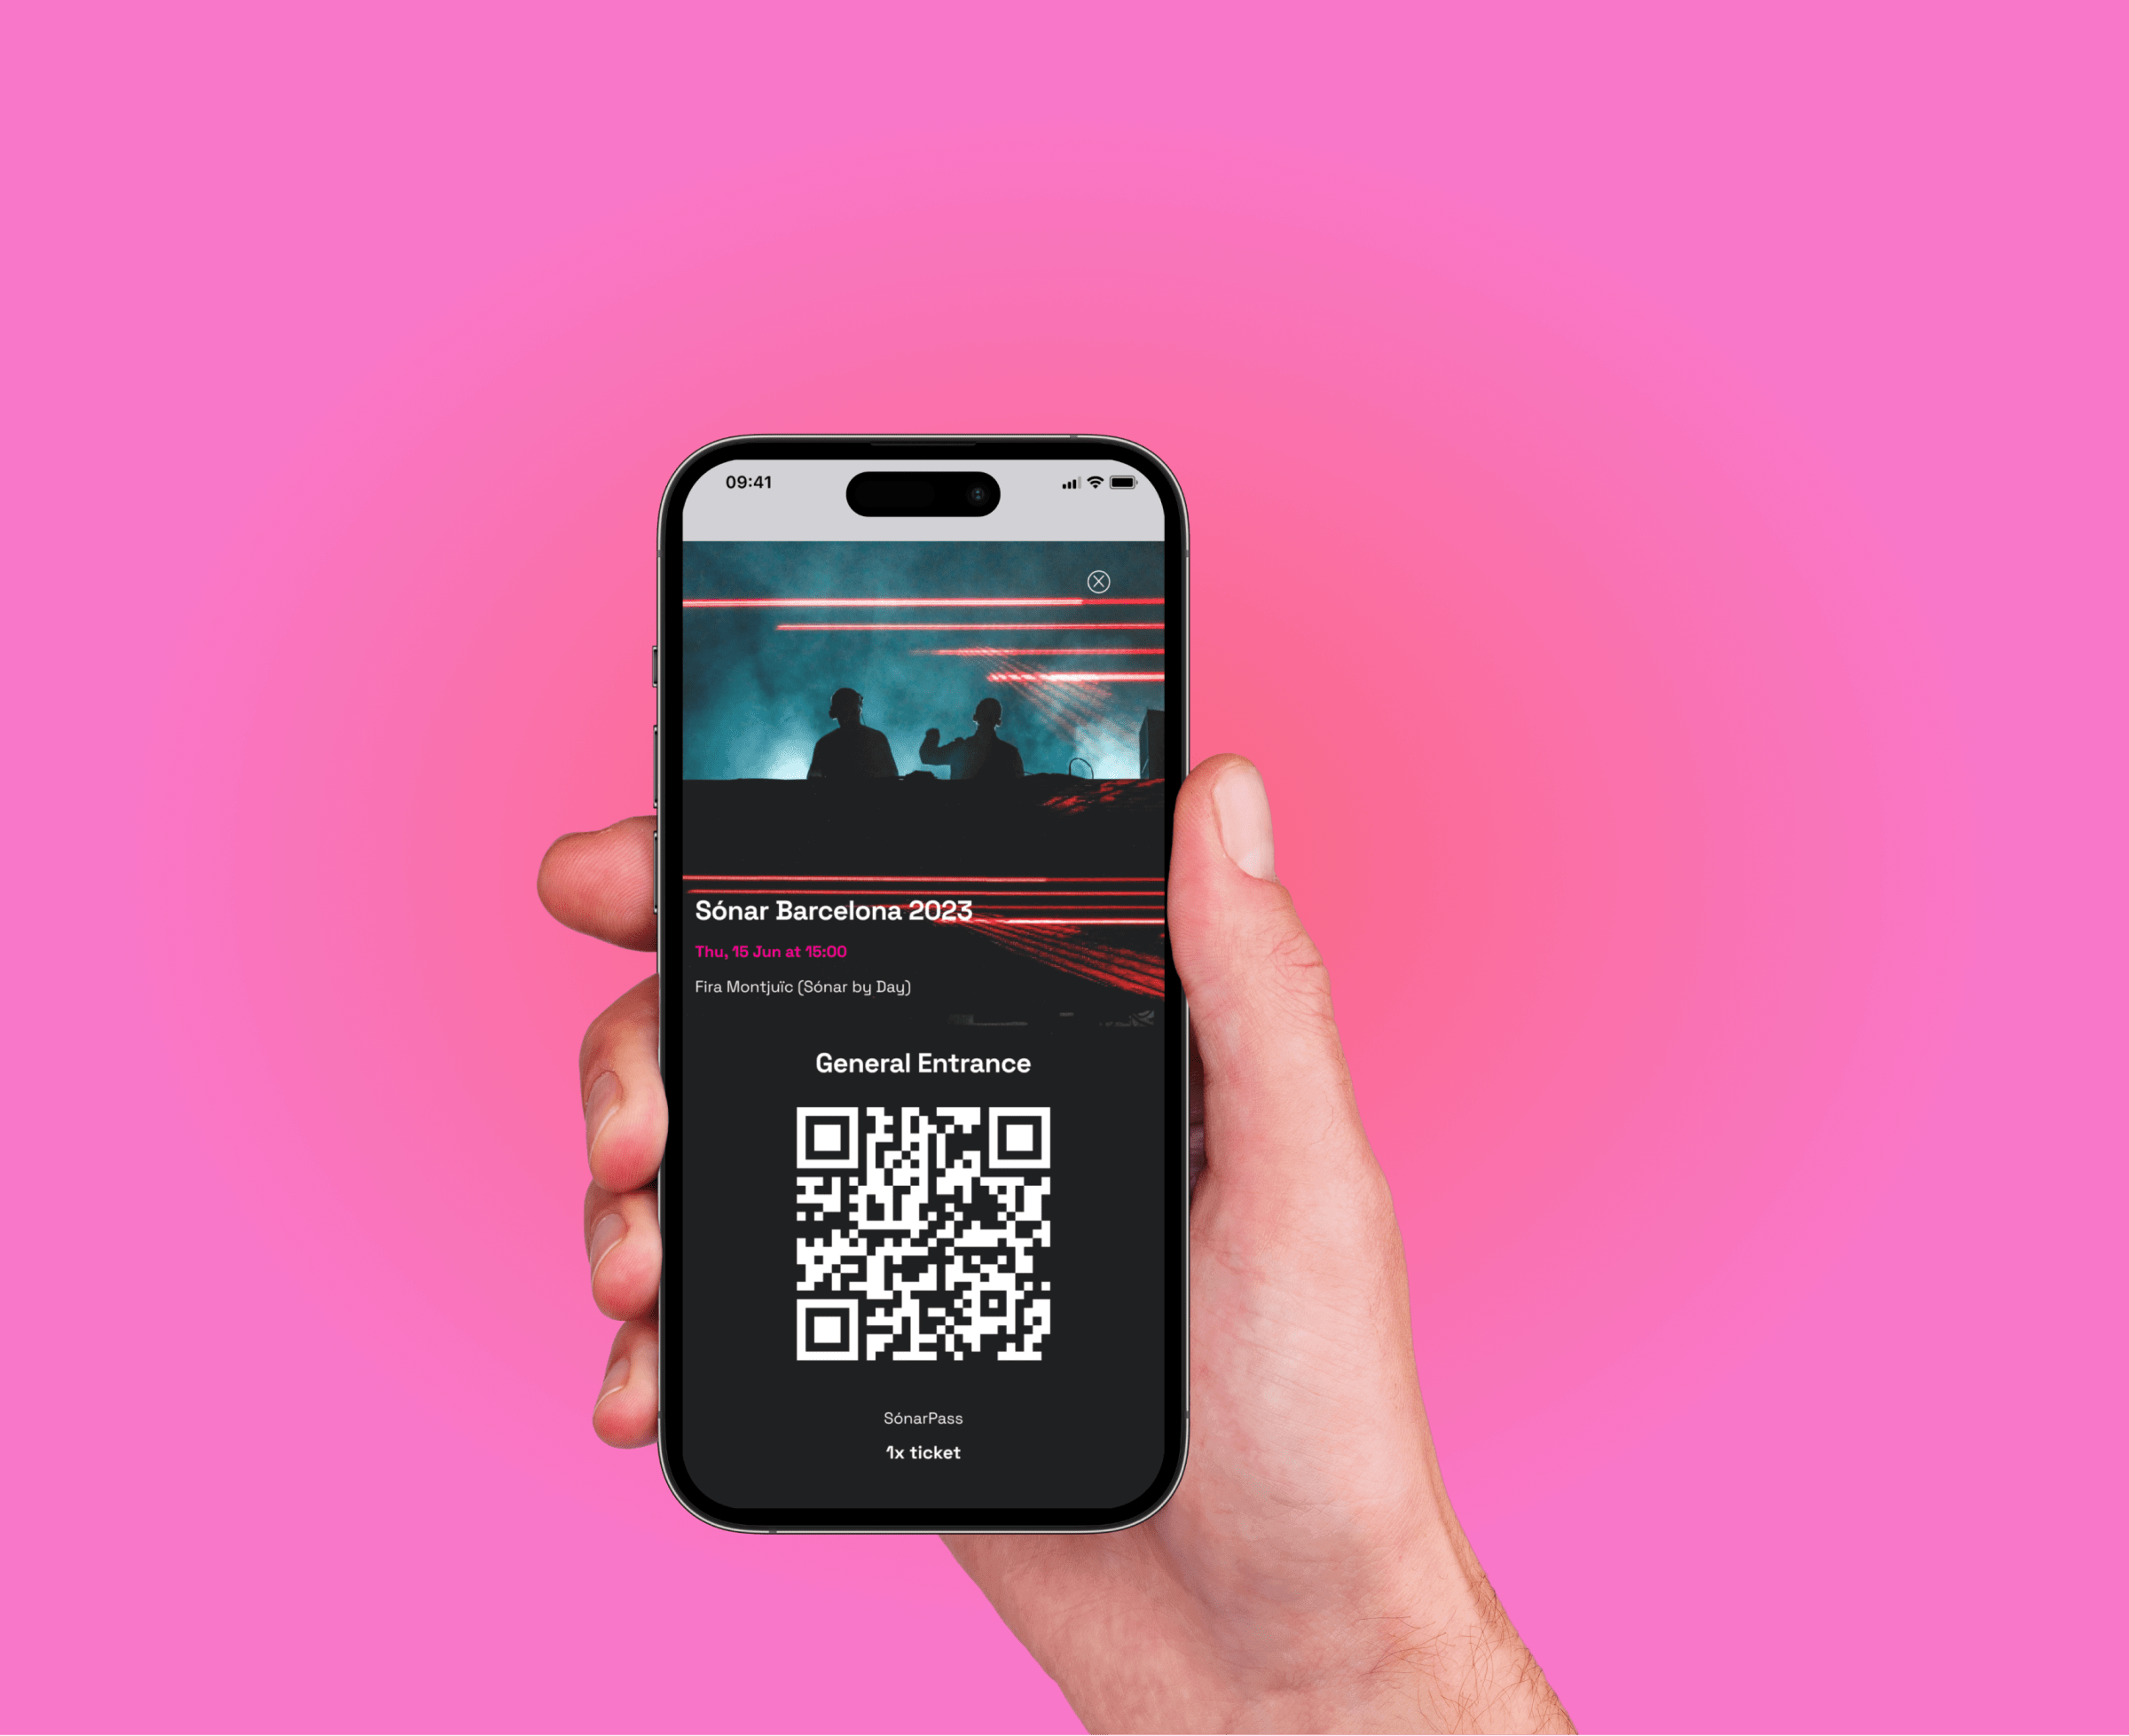 09:41
Sónar Barcelona 2023
Thu, 15 Jun at 15:00
Fira Montjuïc (Sónar by Day)
General Entrance
SónarPass
1x ticket